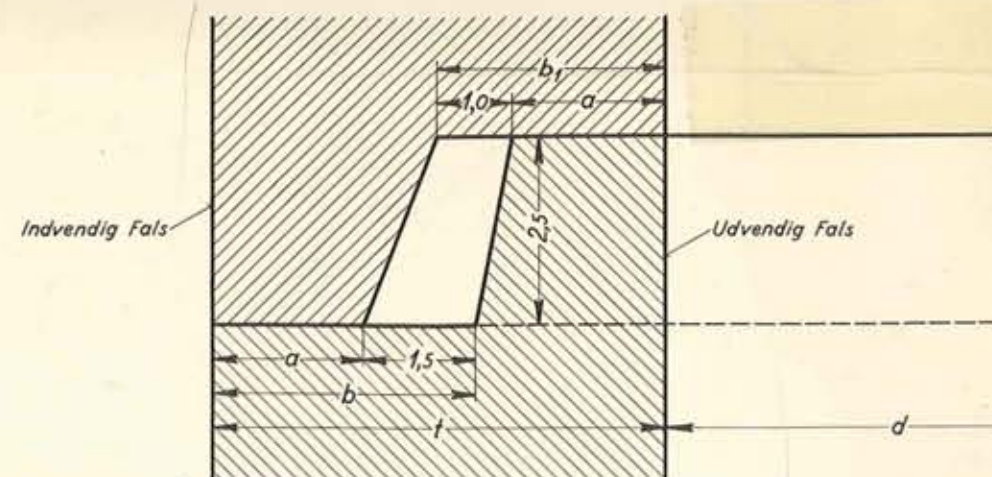 b₁
1,0
a
Indvendig Fals
2,5
Udvendig Fals
a
1,5
b
t
d